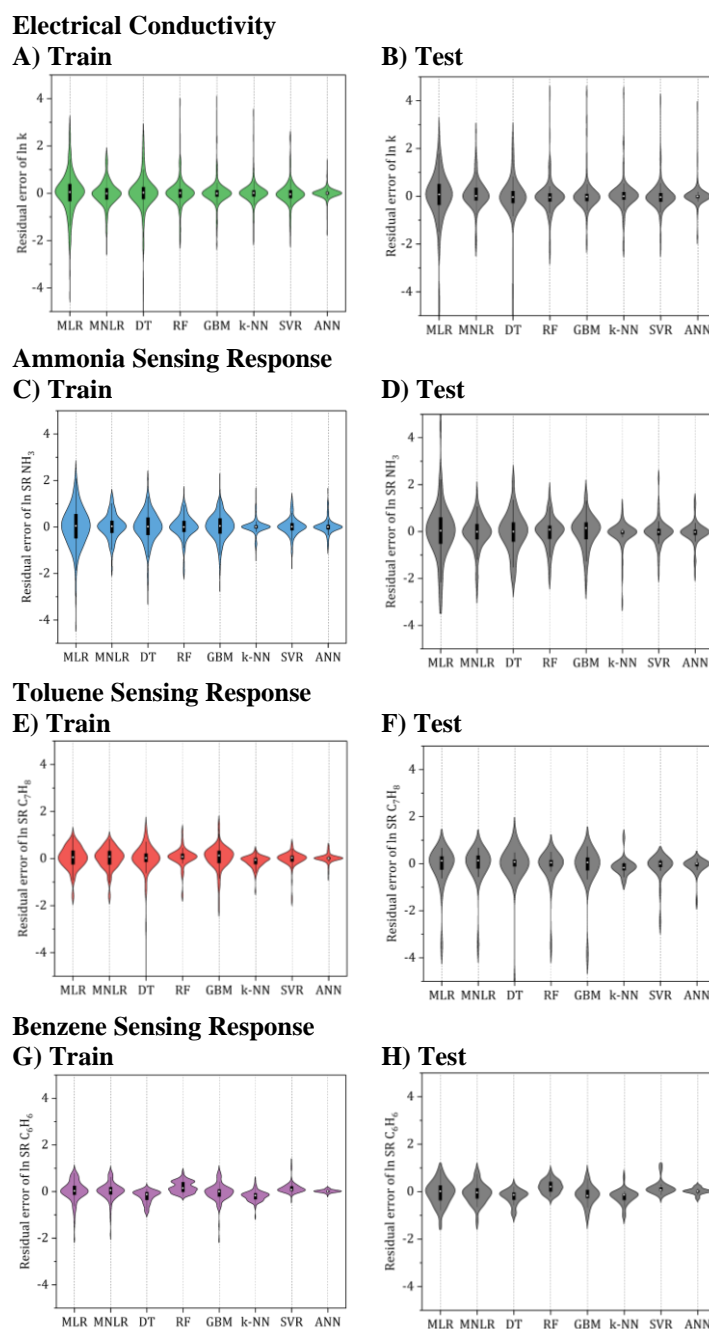 Electrical Conductivity
A) Train
B) Test
Residual error of ln k
4
2
0
-2
-4
MLR MNLR DT RF GBM k-NN SVR ANN
Residual error of ln k
4
2
0
-2
-4
MLR MNLR DT RF GBM k-NN SVR ANN
Ammonia Sensing Response
C) Train
D) Test
Residual error of ln SR NH₃
4
2
0
-2
-4
MLR MNLR DT RF GBM k-NN SVR ANN
Residual error of ln SR NH₃
4
2
0
-2
-4
MLR MNLR DT RF GBM k-NN SVR ANN
Toluene Sensing Response
E) Train
F) Test
Residual error of ln SR C₇H₈
4
2
0
-2
-4
MLR MNLR DT RF GBM k-NN SVR ANN
Residual error of ln SR C₇H₈
4
2
0
-2
-4
MLR MNLR DT RF GBM k-NN SVR ANN
Benzene Sensing Response
G) Train
H) Test
Residual error of ln SR C₆H₆
4
2
0
-2
-4
MLR MNLR DT RF GBM k-NN SVR ANN
Residual error of ln SR C₆H₆
4
2
0
-2
-4
MLR MNLR DT RF GBM k-NN SVR ANN